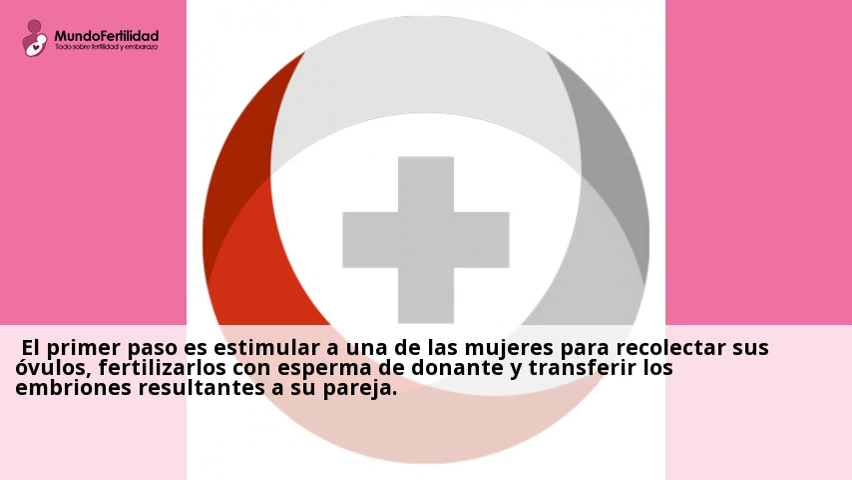 MundoFertilidad
Todo sobre fertilidad y embarazo
El primer paso es estimular a una de las mujeres para recolectar sus
óvulos, fertilizarlos con esperma de donante y transferir los
embriones resultantes a su pareja.